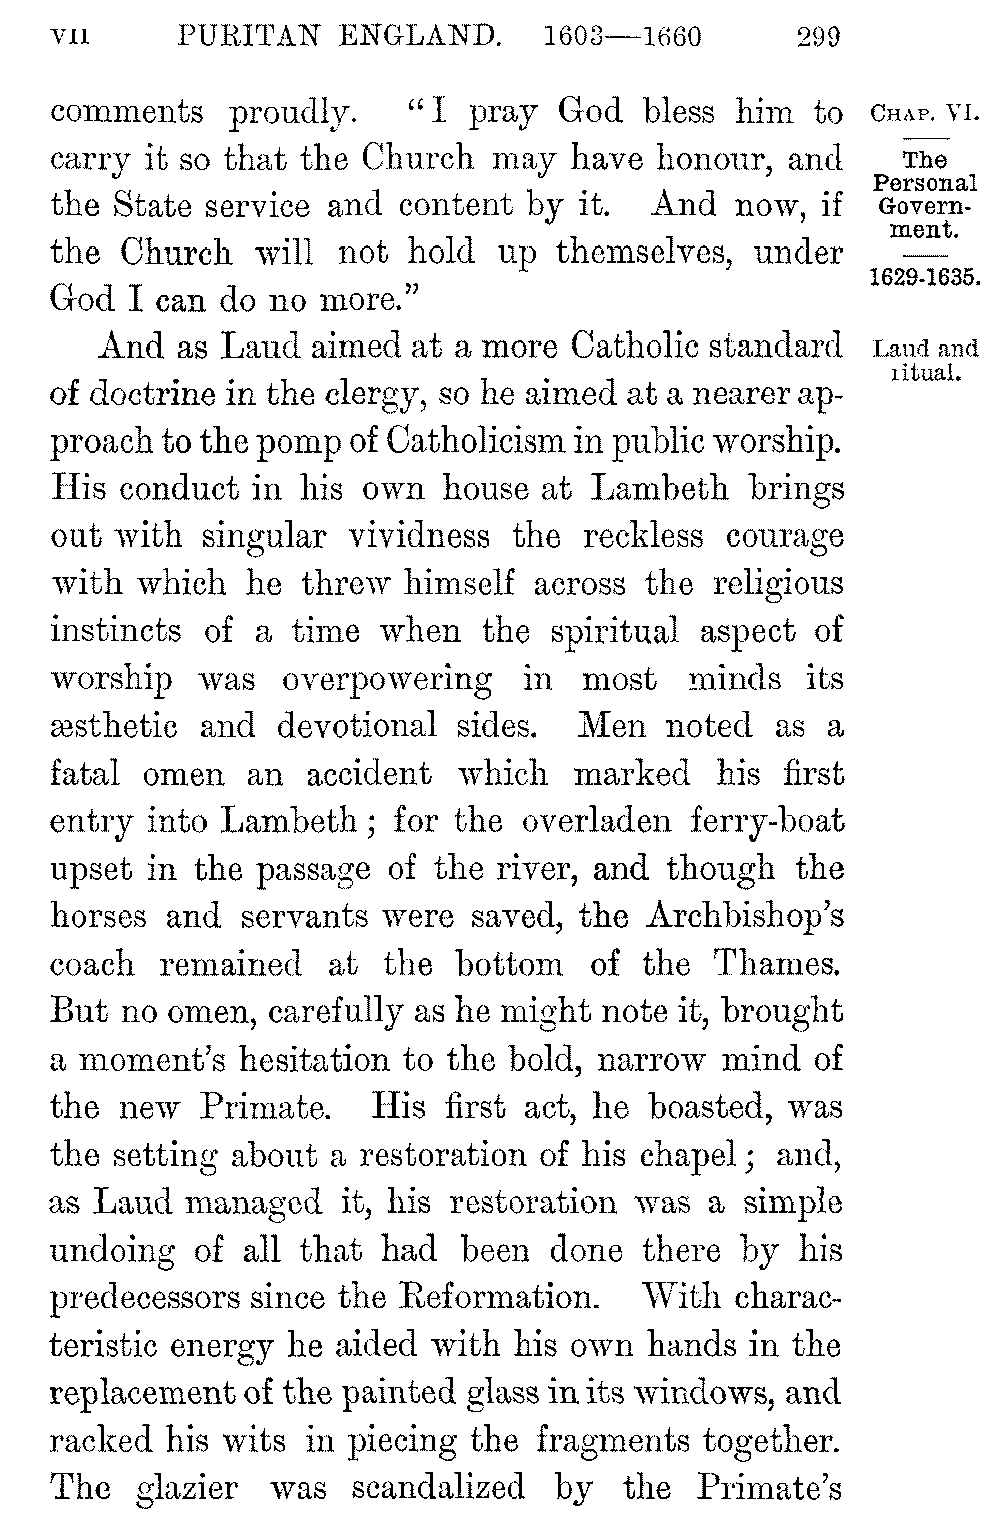 VII PURITAN ENGLAND. 1603—1660 299
comments proudly. “I pray God bless him to
carry it so that the Church may have honour, and
the State service and content by it. And now, if
the Church will not hold up themselves, under
God I can do no more.”
And as Laud aimed at a more Catholic standard
of doctrine in the clergy, so he aimed at a nearer ap-
proach to the pomp of Catholicism in public worship.
His conduct in his own house at Lambeth brings
out with singular vividness the reckless courage
with which he threw himself across the religious
instincts of a time when the spiritual aspect of
worship was overpowering in most minds its
æsthetic and devotional sides. Men noted as a
fatal omen an accident which marked his first
entry into Lambeth; for the overladen ferry-boat
upset in the passage of the river, and though the
horses and servants were saved, the Archbishop’s
coach remained at the bottom of the Thames.
But no omen, carefully as he might note it, brought
a moment’s hesitation to the bold, narrow mind of
the new Primate. His first act, he boasted, was
the setting about a restoration of his chapel; and,
as Laud managed it, his restoration was a simple
undoing of all that had been done there by his
predecessors since the Reformation. With charac-
teristic energy he aided with his own hands in the
replacement of the painted glass in its windows, and
racked his wits in piecing the fragments together.
The glazier was scandalized by the Primate’s
CHAP. VI.
The
Personal
Govern-
ment.
1629-1635.
Laud and
ritual.